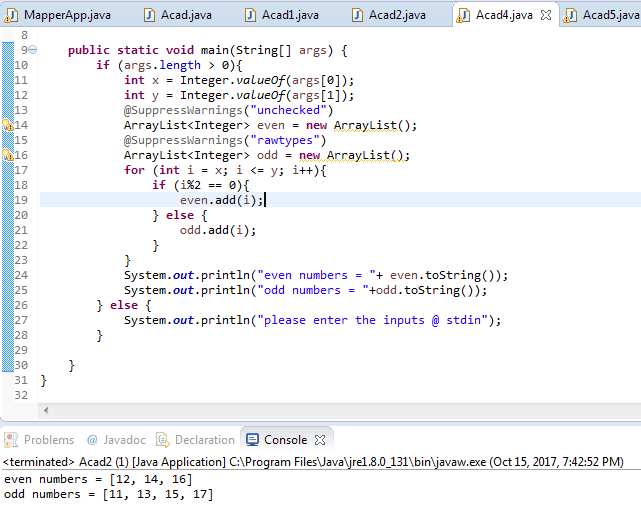 MapperApp.java Acad.java Acad1.java Acad2.java Acad4.java Acad5.java
8
9 public static void main(String[] args) {
10 if (args.length > 0){
11 int x = Integer.valueOf(args[0]);
12 int y = Integer.valueOf(args[1]);
13 @SuppressWarnings("unchecked")
14 ArrayList<Integer> even = new ArrayList();
15 @SuppressWarnings("rawtypes")
16 ArrayList<Integer> odd = new ArrayList();
17 for (int i = x; i <= y; i++){
18 if (i%2 == 0){
19 even.add(i);
20 } else {
21 odd.add(i);
22 }
23 }
24 System.out.println("even numbers = "+ even.toString());
25 System.out.println("odd numbers = "+odd.toString());
26 } else {
27 System.out.println("please enter the inputs @ stdin");
28 }
29
30 }
31 }
32
Problems @ Javadoc Declaration Console
<terminated> Acad2 (1) [Java Application] C:\Program Files\Java\jre1.8.0_131\bin\javaw.exe (Oct 15, 2017, 7:42:52 PM)
even numbers = [12, 14, 16]
odd numbers = [11, 13, 15, 17]